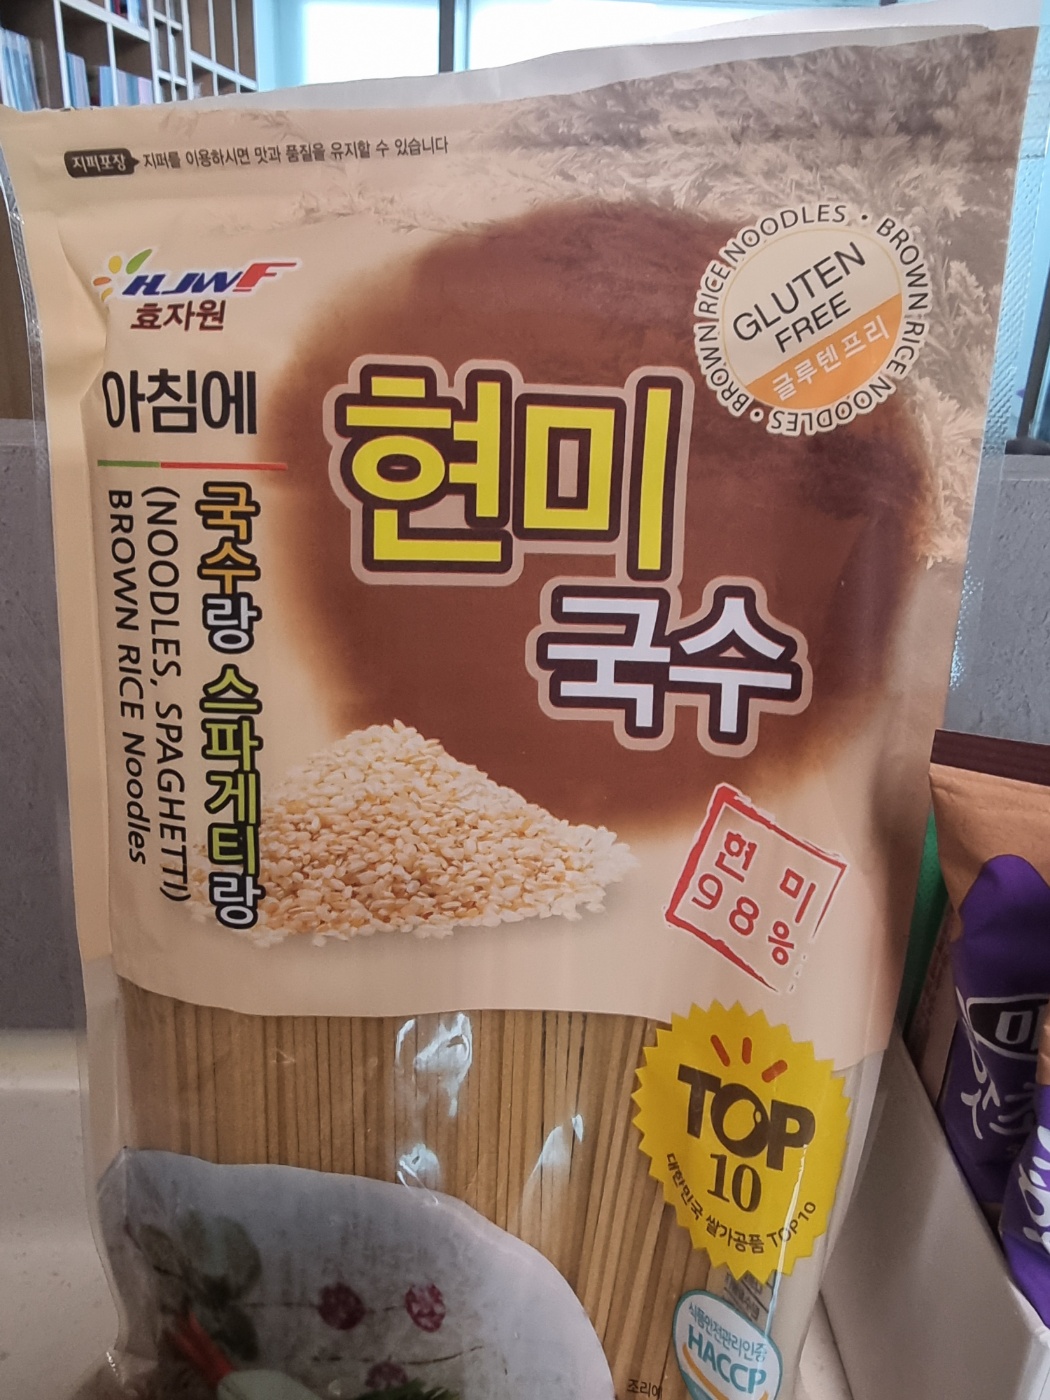 지퍼포장 지퍼를 이용하시면 맛과 품질을 유지할 수 있습니다
HJWF
효자원
아침에
현미
국수
BROWN RICE NOODLES • BROWN RICE NOODLES •
GLUTEN
FREE
글루텐 프리
국수랑 스파게티랑
(NOODLES, SPAGHETTI)
BROWN RICE Noodles
현 미
98
TOP
10
대한민국 쌀가공품 TOP10
식품안전관리인증
HACCP
조리예